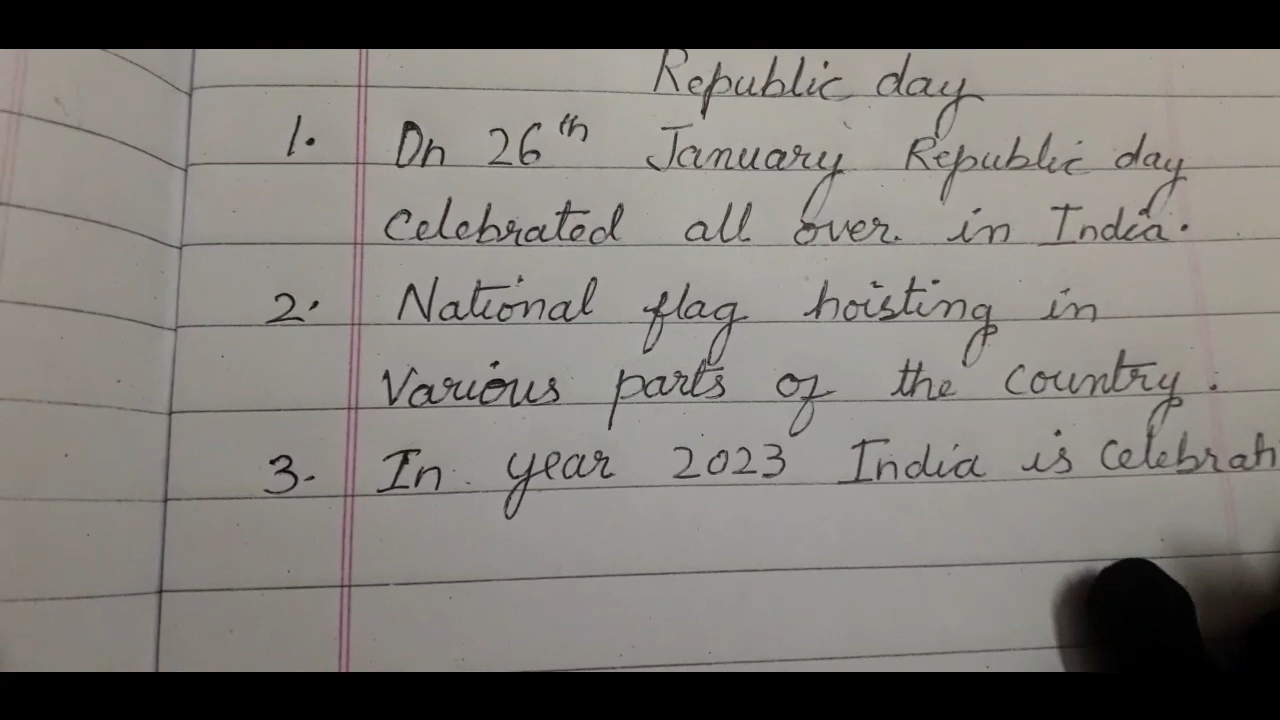 Republic day
1. On 26th January Republic day
Celebrated all over. in India.
2. National flag hoisting in
Various parts of the country.
3. In year 2023 India is Celebrati